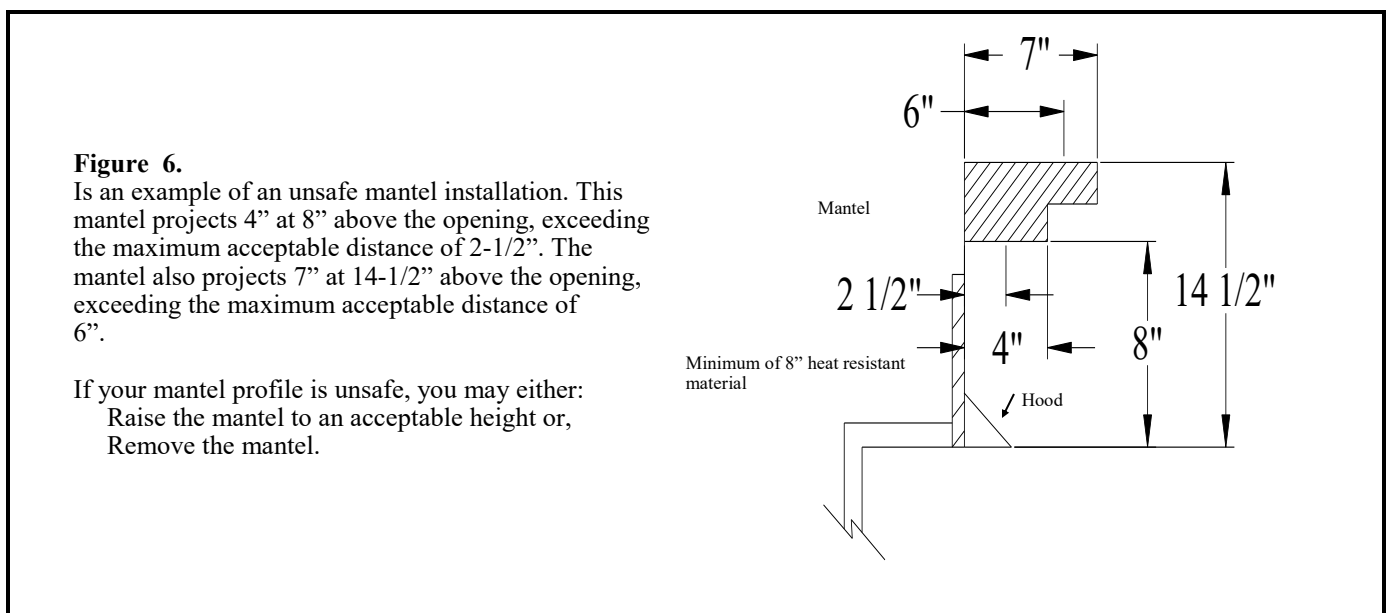 Figure 6.
Is an example of an unsafe mantel installation. This
mantel projects 4” at 8” above the opening, exceeding
the maximum acceptable distance of 2-1/2”. The
mantel also projects 7” at 14-1/2” above the opening,
exceeding the maximum acceptable distance of
6”.
If your mantel profile is unsafe, you may either:
Raise the mantel to an acceptable height or,
Remove the mantel.
7"
6"
Mantel
2 1/2"
14 1/2"
4"
8"
Minimum of 8” heat resistant
material
Hood